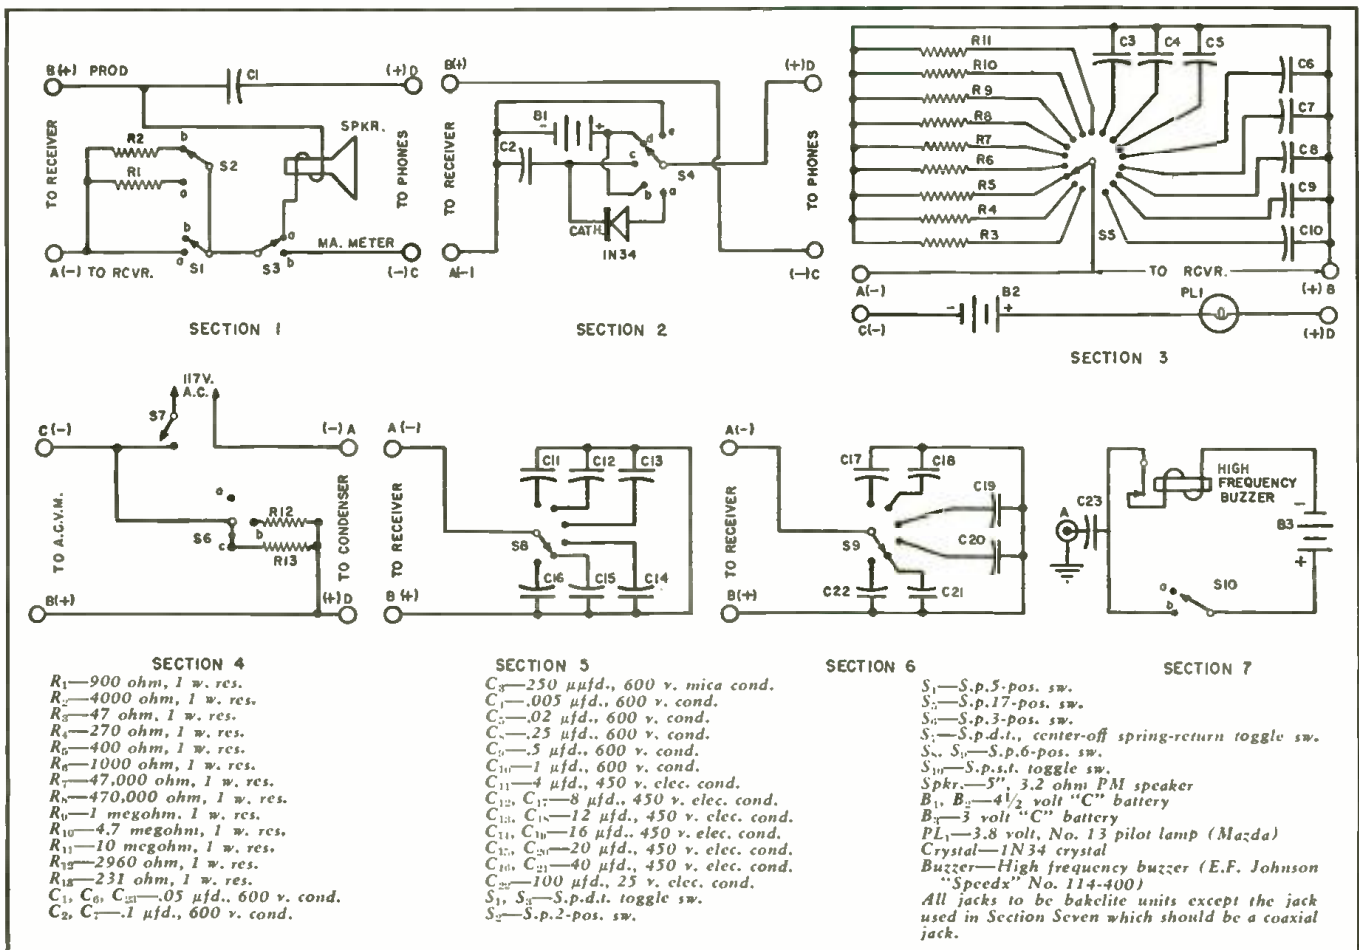 B(+) PROD
C1
(+)D
R2
b
R1
a
S2
SPKR.
TO RECEIVER
TO PHONES
b
a
S1
S3
a
b
MA. METER
A(-) TO RCVR.
(-)C
SECTION 1
B(+)
(+)D
B1
- +
C2
e
d
c
b
a
S4
CATH.
1N34
TO RECEIVER
TO PHONES
A(-)
(-)C
SECTION 2
R11
R10
R9
R8
R7
R6
R5
R4
R3
C3
C4
C5
C6
C7
C8
C9
C10
S5
TO RCVR.
A(-)
(+)B
B2
- +
PL1
C(-)
(+)D
SECTION 3
117V.
A.C.
S7
C(-)
(-)A
a
b
c
R12
R13
S6
TO A.C.V.M.
TO CONDENSER
B(+)
(+)D
SECTION 4
A(-)
C11
C12
C13
S8
C16
C15
C14
TO RECEIVER
B(+)
SECTION 5
A(-)
C17
C18
C19
C20
S9
C22
C21
TO RECEIVER
B(+)
SECTION 6
A
C23
HIGH
FREQUENCY
BUZZER
-
B3
+
a
b
S10
SECTION 7
R1—900 ohm, 1 w. res.
R2—4000 ohm, 1 w. res.
R3—47 ohm, 1 w. res.
R4—270 ohm, 1 w. res.
R5—400 ohm, 1 w. res.
R6—1000 ohm, 1 w. res.
R7—47,000 ohm, 1 w. res.
R8—470,000 ohm, 1 w. res.
R9—1 megohm, 1 w. res.
R10—4.7 megohm, 1 w. res.
R11—10 megohm, 1 w. res.
R12—2960 ohm, 1 w. res.
R13—231 ohm, 1 w. res.
C1, C6, C23—.05 µfd., 600 v. cond.
C2, C7—.1 µfd., 600 v. cond.
C3—250 µµfd., 600 v. mica cond.
C4—.005 µfd., 600 v. cond.
C5—.02 µfd., 600 v. cond.
C8—.25 µfd., 600 v. cond.
C9—.5 µfd., 600 v. cond.
C10—1 µfd., 600 v. cond.
C11—4 µfd., 450 v. elec. cond.
C12, C17—8 µfd., 450 v. elec. cond.
C13, C18—12 µfd., 450 v. elec. cond.
C14, C19—16 µfd., 450 v. elec. cond.
C15, C20—20 µfd., 450 v. elec. cond.
C16, C21—40 µfd., 450 v. elec. cond.
C22—100 µfd., 25 v. elec. cond.
S1, S3—S.p.d.t. toggle sw.
S2—S.p.2-pos. sw.
S4—S.p.5-pos. sw.
S5—S.p.17-pos. sw.
S6—S.p.3-pos. sw.
S7—S.p.d.t., center-off spring-return toggle sw.
S8, S9—S.p.6-pos. sw.
S10—S.p.s.t. toggle sw.
Spkr.—5", 3.2 ohm PM speaker
B1, B2—4½ volt "C" battery
B3—3 volt "C" battery
PL1—3.8 volt, No. 13 pilot lamp (Mazda)
Crystal—1N34 crystal
Buzzer—High frequency buzzer (E.F. Johnson
"Speedx" No. 114-400)
All jacks to be bakelite units except the jack
used in Section Seven which should be a coaxial
jack.